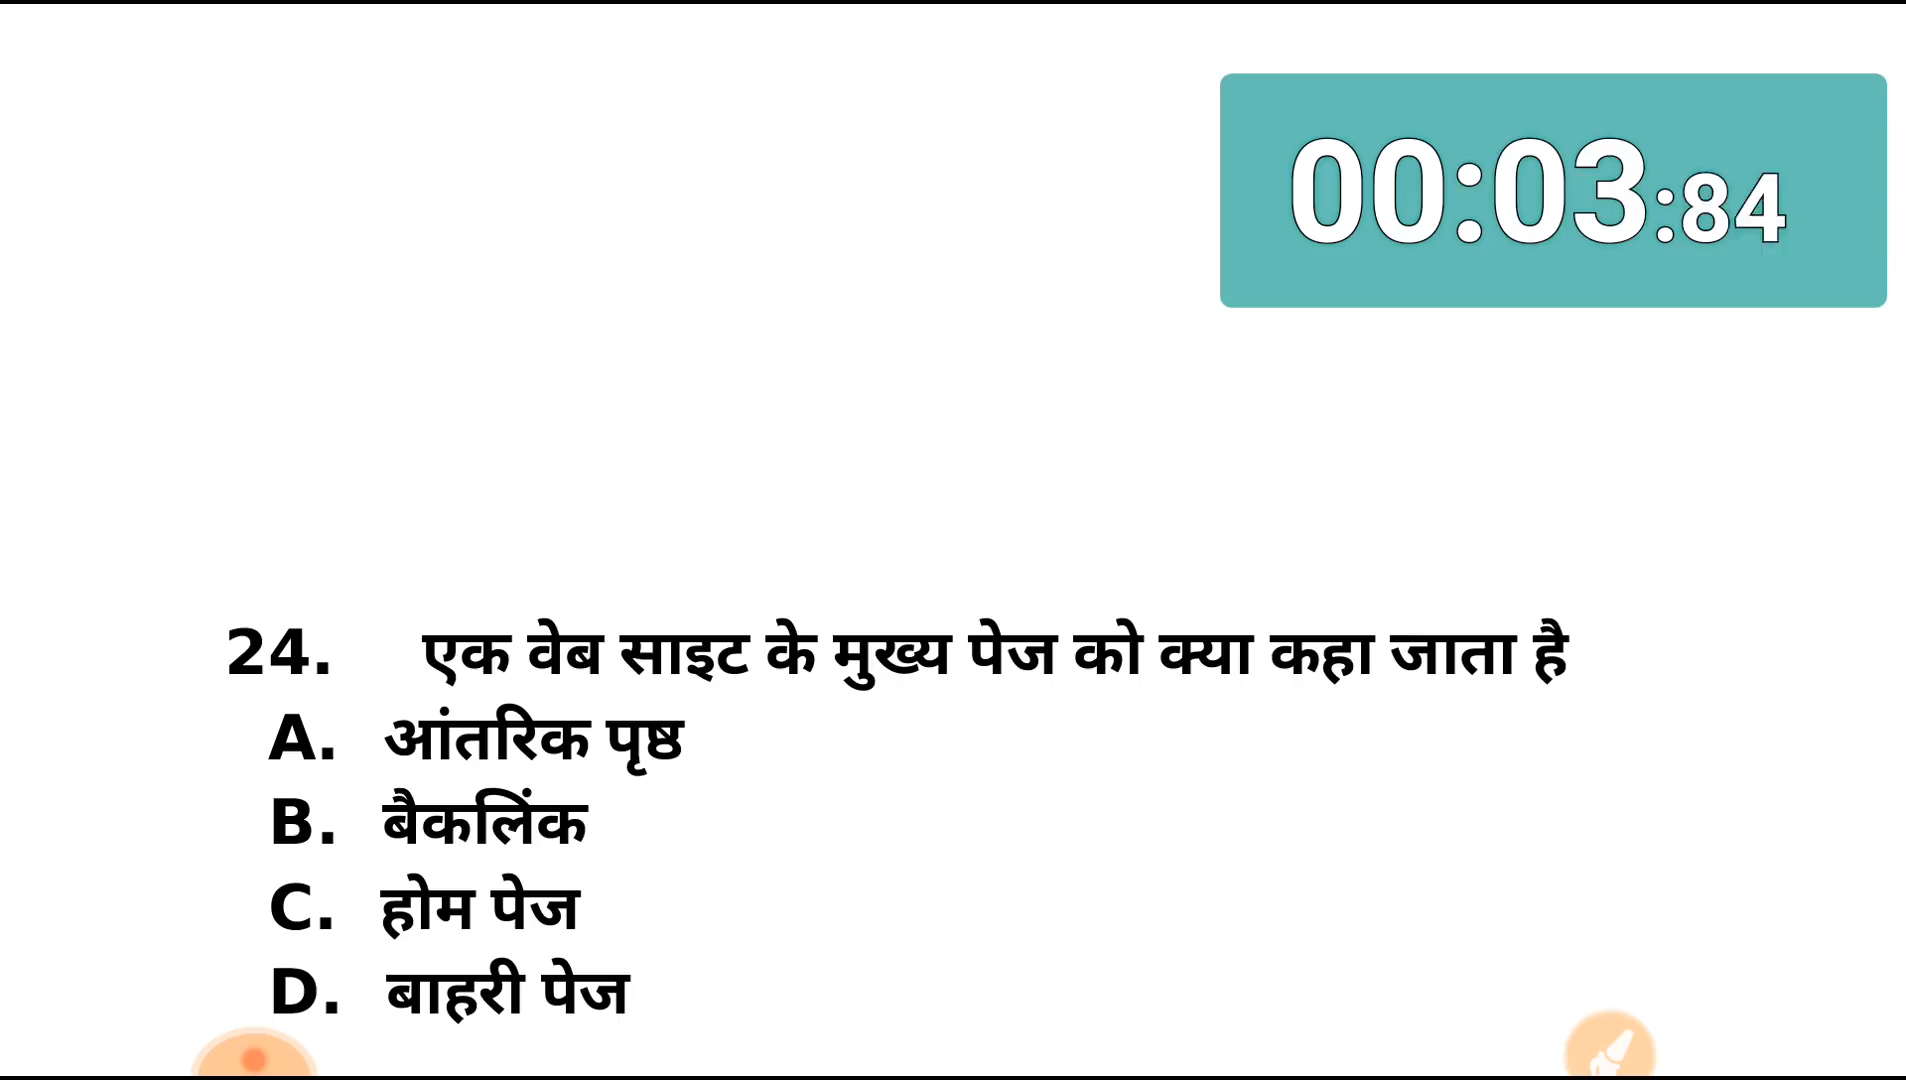 00:03:84
24. एक वेब साइट के मुख्य पेज को क्या कहा जाता है
A. आंतरिक पृष्ठ
B. बैकलिंक
C. होम पेज
D. बाहरी पेज